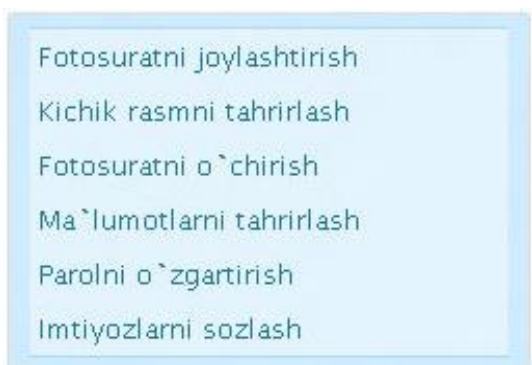 Fotosuratni joylashtirish
Kichik rasmni tahrirlash
Fotosuratni o`chirish
Ma`lumotlarni tahrirlash
Parolni o`zgartirish
Imtiyozlarni sozlash